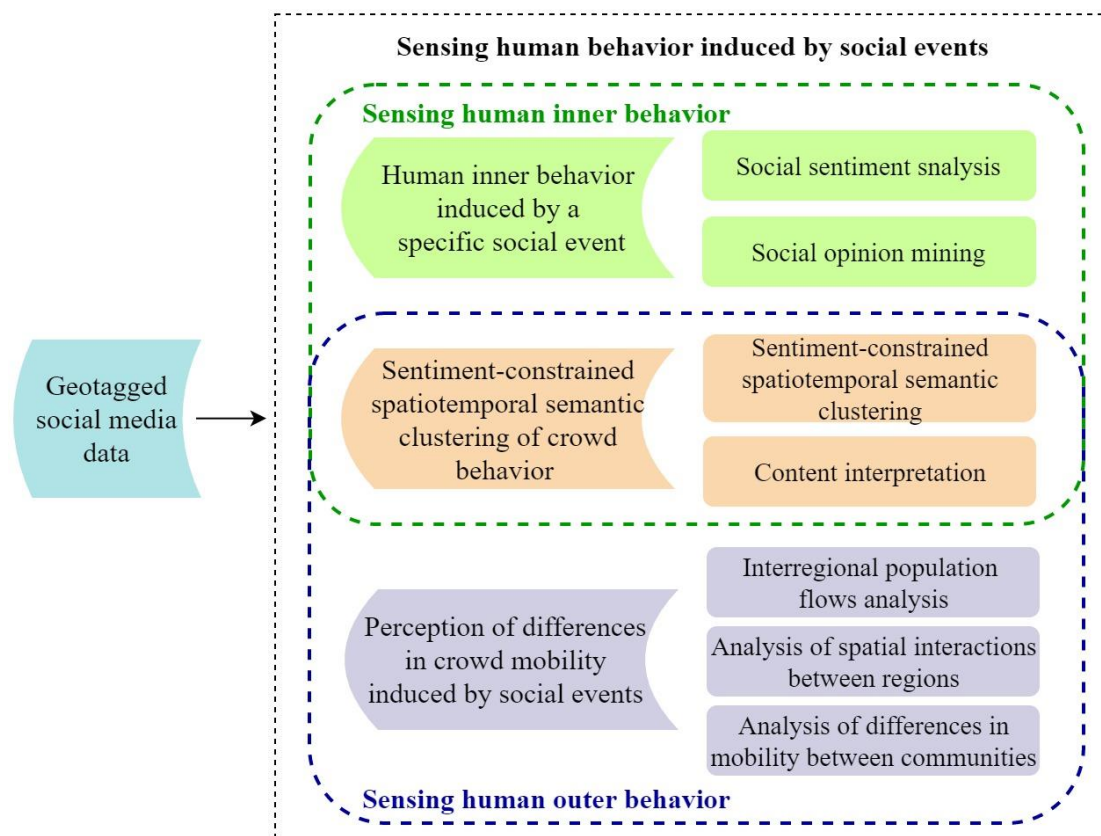 Sensing human behavior induced by social events
Sensing human inner behavior
Human inner behavior
induced by a
specific social event
Social sentiment snalysis
Social opinion mining
Geotagged
social media
data
Sentiment-constrained
spatiotemporal semantic
clustering of crowd
behavior
Sentiment-constrained
spatiotemporal semantic
clustering
Content interpretation
Perception of differences
in crowd mobility
induced by social events
Interregional population
flows analysis
Analysis of spatial interactions
between regions
Analysis of differences in
mobility between communities
Sensing human outer behavior